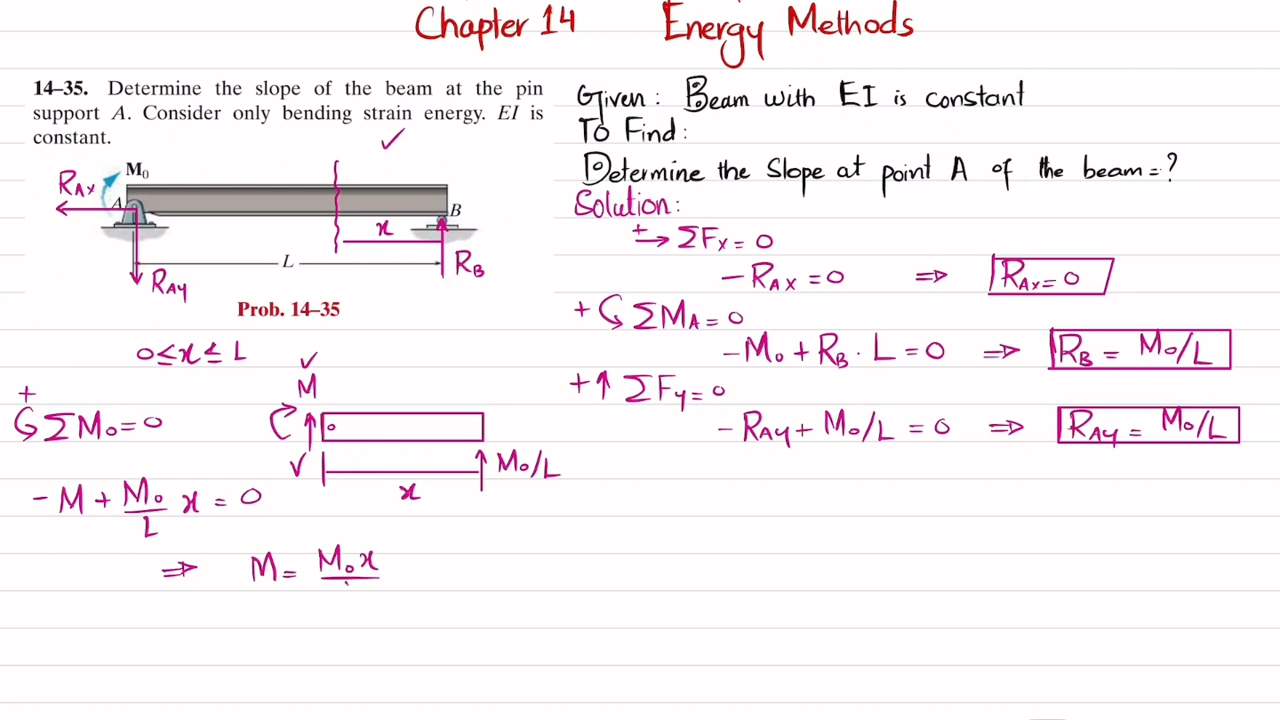 Chapter 14 Energy Methods
14–35. Determine the slope of the beam at the pin
support A. Consider only bending strain energy. EI is
constant.
M0
RAX
A
B
x
L
RB
RAY
Prob. 14–35
0≤x≤L
+
ΣMo=0
-M+M0/L x=0
⇒ M=M0x
M
V
o
M0/L
x
Given: Beam with EI is constant
To Find:
Determine the Slope at point A of the beam=?
Solution:
+→ ΣFx=0
-RAX=0 ⇒ RAX=0
+ ΣMA=0
-M0+RB·L=0 ⇒ RB=M0/L
+↑ ΣFy=0
-RAY+M0/L=0 ⇒ RAY=M0/L